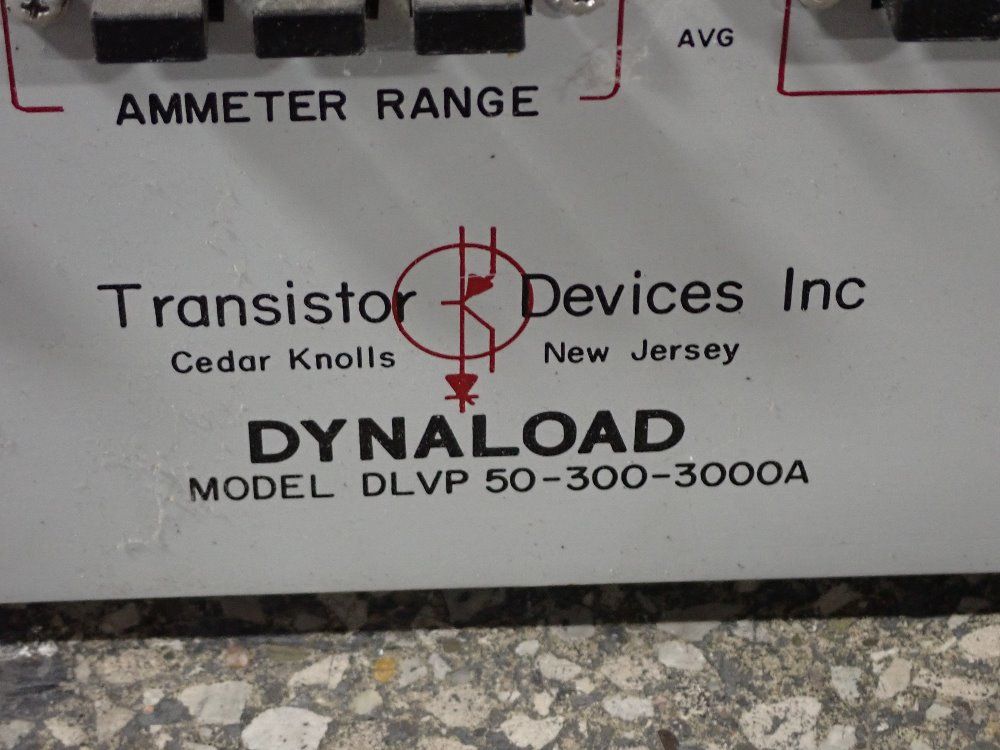 AVG
AMMETER RANGE
Transistor Devices Inc
Cedar Knolls New Jersey
DYNALOAD
MODEL DLVP 50-300-3000A